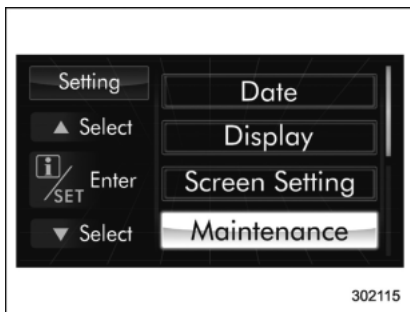 Setting
▲ Select
i/SET Enter
▼ Select
Date
Display
Screen Setting
Maintenance
302115